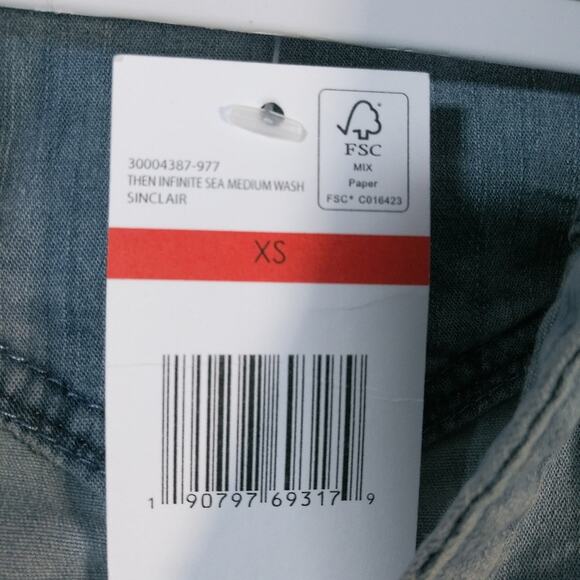 30004387-977
THEN INFINITE SEA MEDIUM WASH
SINCLAIR
FSC
MIX
Paper
FSC® C016423
XS
1 90797 69317 9